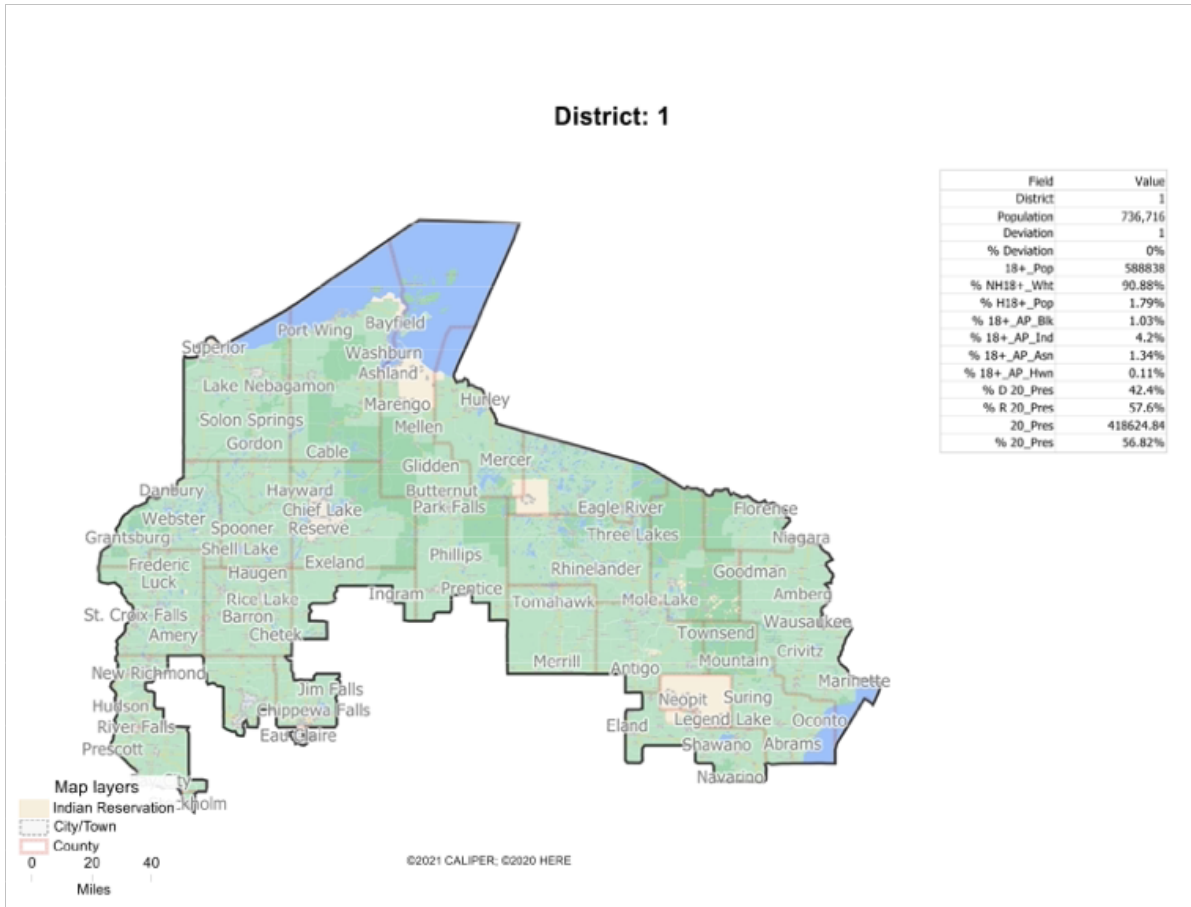 District: 1
Field Value
District 1
Population 736,716
Deviation 1
% Deviation 0%
18+_Pop 588838
% NH18+_Wht 90.88%
% H18+_Pop 1.79%
% 18+_AP_Blk 1.03%
% 18+_AP_Ind 4.2%
% 18+_AP_Asn 1.34%
% 18+_AP_Hwn 0.11%
% D 20_Pres 42.4%
% R 20_Pres 57.6%
20_Pres 418624.84
% 20_Pres 56.82%
Port Wing
Bayfield
Superior
Washburn
Ashland
Lake Nebagamon
Marengo
Hurley
Solon Springs
Mellen
Gordon
Cable
Glidden
Mercer
Danbury
Hayward
Butternut
Park Falls
Chief Lake
Reserve
Eagle River
Florence
Webster
Spooner
Grantsburg
Three Lakes
Niagara
Shell Lake
Phillips
Frederic
Luck
Haugen
Exeland
Rhinelander
Goodman
Ingram
Prentice
Amberg
Rice Lake
Tomahawk
Mole Lake
St. Croix Falls
Barron
Wausaukee
Amery
Chetek
Townsend
Crivitz
New Richmond
Merrill
Antigo
Mountain
Marinette
Jim Falls
Neopit
Suring
Hudson
Chippewa Falls
River Falls
Eland
Legend Lake
Oconto
Eau Claire
Prescott
Shawano
Abrams
Navarino
Map layers
Indian Reservation
City/Town
County
0 20 40
Miles
©2021 CALIPER; ©2020 HERE